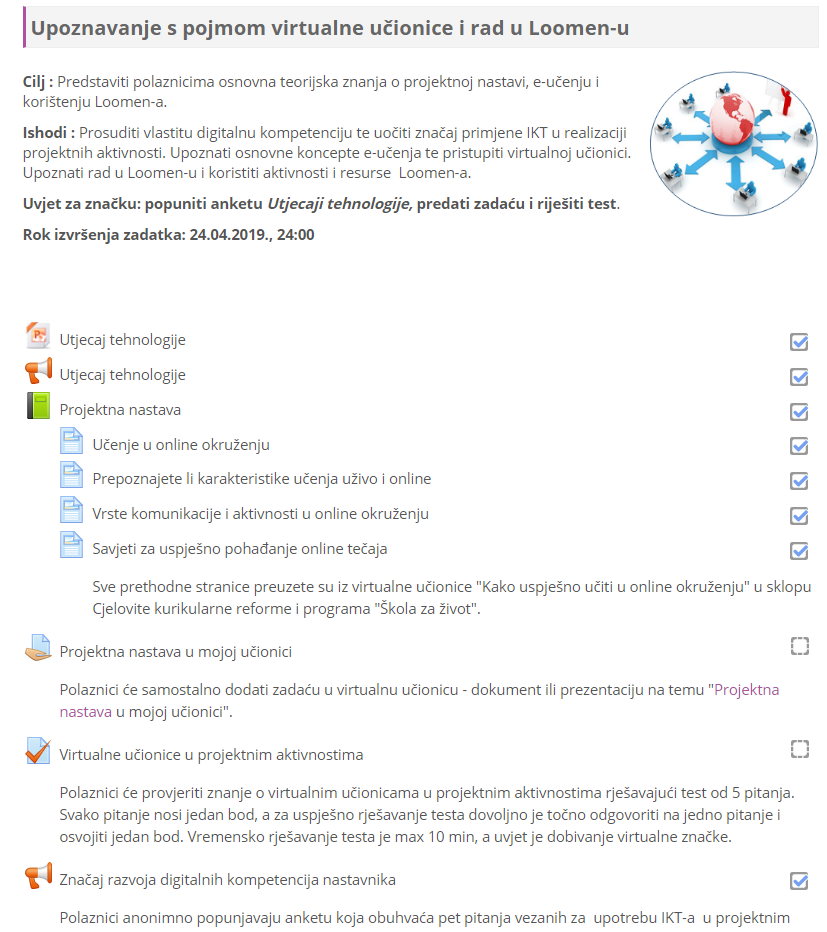 Upoznavanje s pojmom virtualne učionice i rad u Loomen-u
Cilj : Predstaviti polaznicima osnovna teorijska znanja o projektnoj nastavi, e-učenju i
korištenju Loomen-a.
Ishodi : Prosuditi vlastitu digitalnu kompetenciju te uočiti značaj primjene IKT u realizaciji
projektnih aktivnosti. Upoznati osnovne koncepte e-učenja te pristupiti virtualnoj učionici.
Upoznati rad u Loomen-u i koristiti aktivnosti i resurse  Loomen-a.
Uvjet za značku: popuniti anketu Utjecaji tehnologije, predati zadaću i riješiti test.
Rok izvršenja zadatka: 24.04.2019., 24:00
Utjecaj tehnologije
Utjecaj tehnologije
Projektna nastava
Učenje u online okruženju
Prepoznajete li karakteristike učenja uživo i online
Vrste komunikacije i aktivnosti u online okruženju
Savjeti za uspješno pohađanje online tečaja
Sve prethodne stranice preuzete su iz virtualne učionice "Kako uspješno učiti u online okruženju" u sklopu
Cjelovite kurikularne reforme i programa "Škola za život".
Projektna nastava u mojoj učionici
Polaznici će samostalno dodati zadaću u virtualnu učionicu - dokument ili prezentaciju na temu "Projektna
nastava u mojoj učionici".
Virtualne učionice u projektnim aktivnostima
Polaznici će provjeriti znanje o virtualnim učionicama u projektnim aktivnostima rješavajući test od 5 pitanja.
Svako pitanje nosi jedan bod, a za uspješno rješavanje testa dovoljno je točno odgovoriti na jedno pitanje i
osvojiti jedan bod. Vremensko rješavanje testa je max 10 min, a uvjet je dobivanje virtualne značke.
Značaj razvoja digitalnih kompetencija nastavnika
Polaznici anonimno popunjavaju anketu koja obuhvaća pet pitanja vezanih za  upotrebu IKT-a  u projektnim